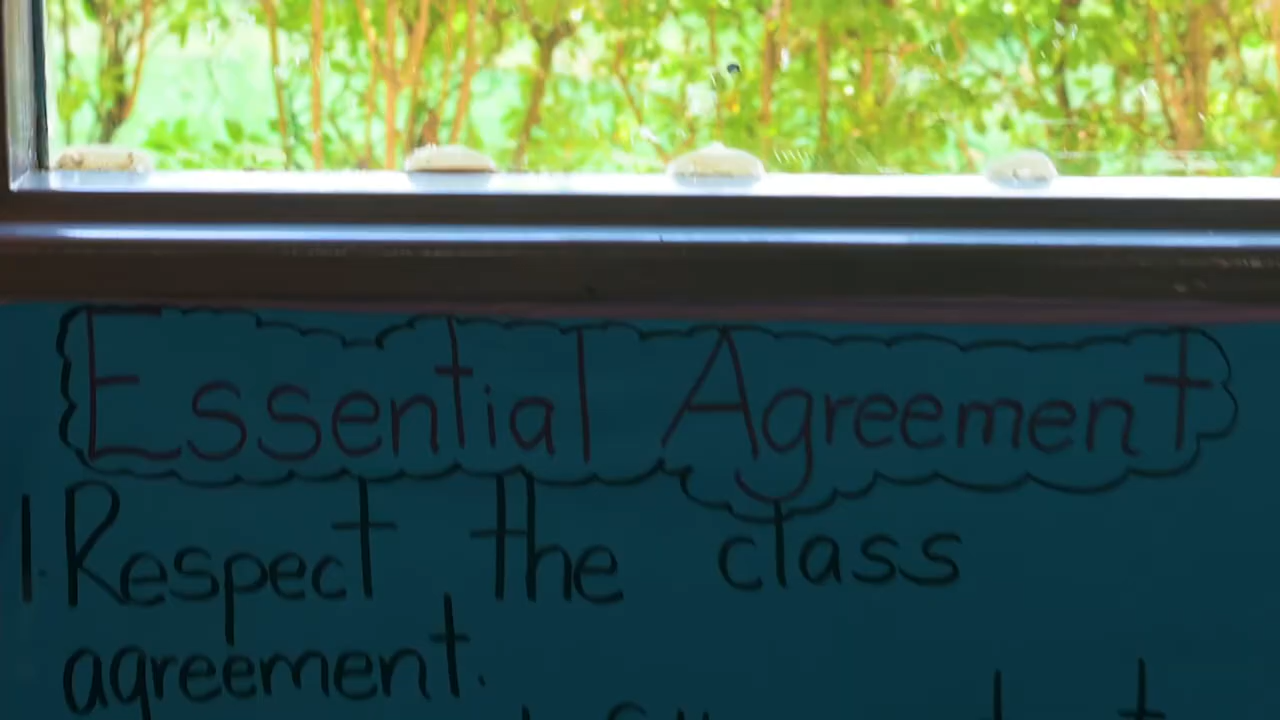 Essential Agreement
1. Respect the class
agreement.